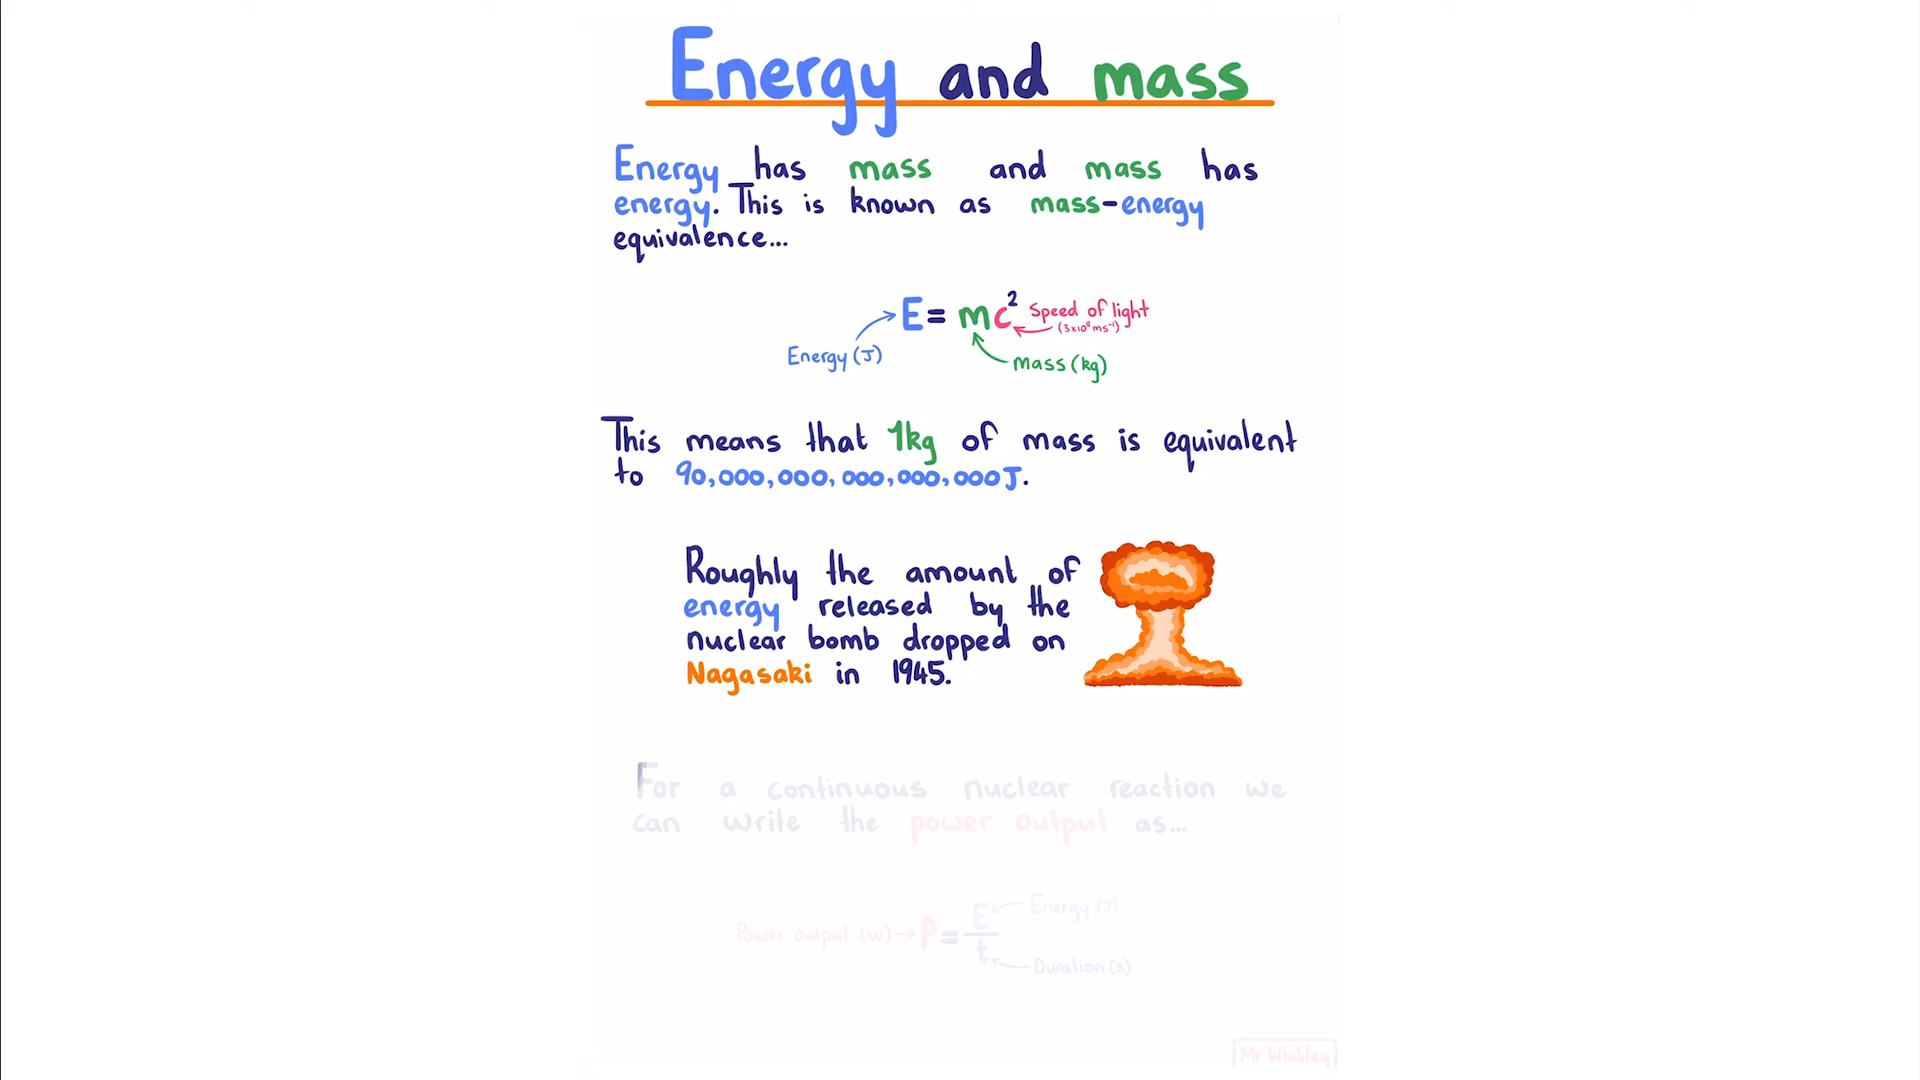 Energy and mass
Energy has mass and mass has
energy. This is known as mass-energy
equivalence...
E = mc² Speed of light
(3x10⁸ms⁻¹)
Energy (J)
Mass (kg)
This means that 1kg of mass is equivalent
to 90,000,000,000,000,000J.
Roughly the amount of
energy released by the
nuclear bomb dropped on
Nagasaki in 1945.
For a continuous nuclear reaction we
can write the power output as...
Power output (W) → P = E/t
Energy (J)
Duration (s)
Mr Whibley